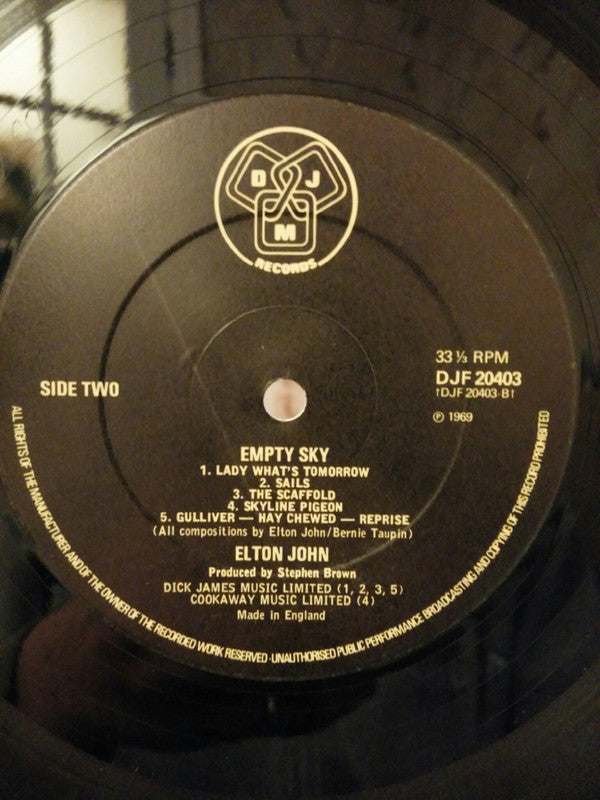 D J
M
RECORDS
33⅓ RPM
SIDE TWO
DJF 20403
†DJF 20403-B†
℗ 1969
EMPTY SKY
1. LADY WHAT'S TOMORROW
2. SAILS
3. THE SCAFFOLD
4. SKYLINE PIGEON
5. GULLIVER — HAY CHEWED — REPRISE
(All compositions by Elton John/Bernie Taupin)
ELTON JOHN
Produced by Stephen Brown
DICK JAMES MUSIC LIMITED (1, 2, 3, 5)
COOKAWAY MUSIC LIMITED (4)
Made in England
ALL RIGHTS OF THE MANUFACTURER AND OF THE OWNER OF THE RECORDED WORK RESERVED·UNAUTHORISED PUBLIC PERFORMANCE BROADCASTING AND COPYING OF THIS RECORD PROHIBITED